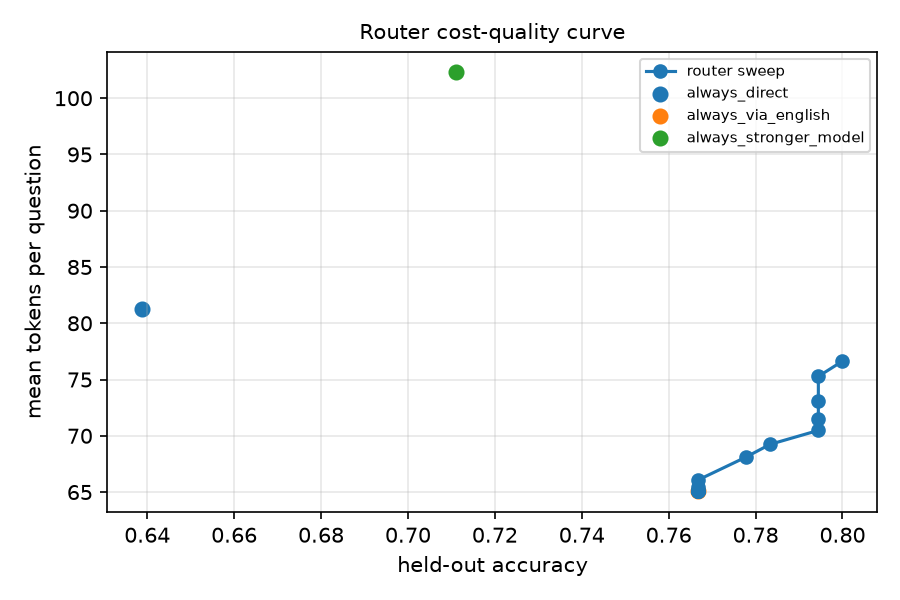 Router cost-quality curve
router sweep
always_direct
always_via_english
always_stronger_model
mean tokens per question
100
95
90
85
80
75
70
65
0.64 0.66 0.68 0.70 0.72 0.74 0.76 0.78 0.80
held-out accuracy